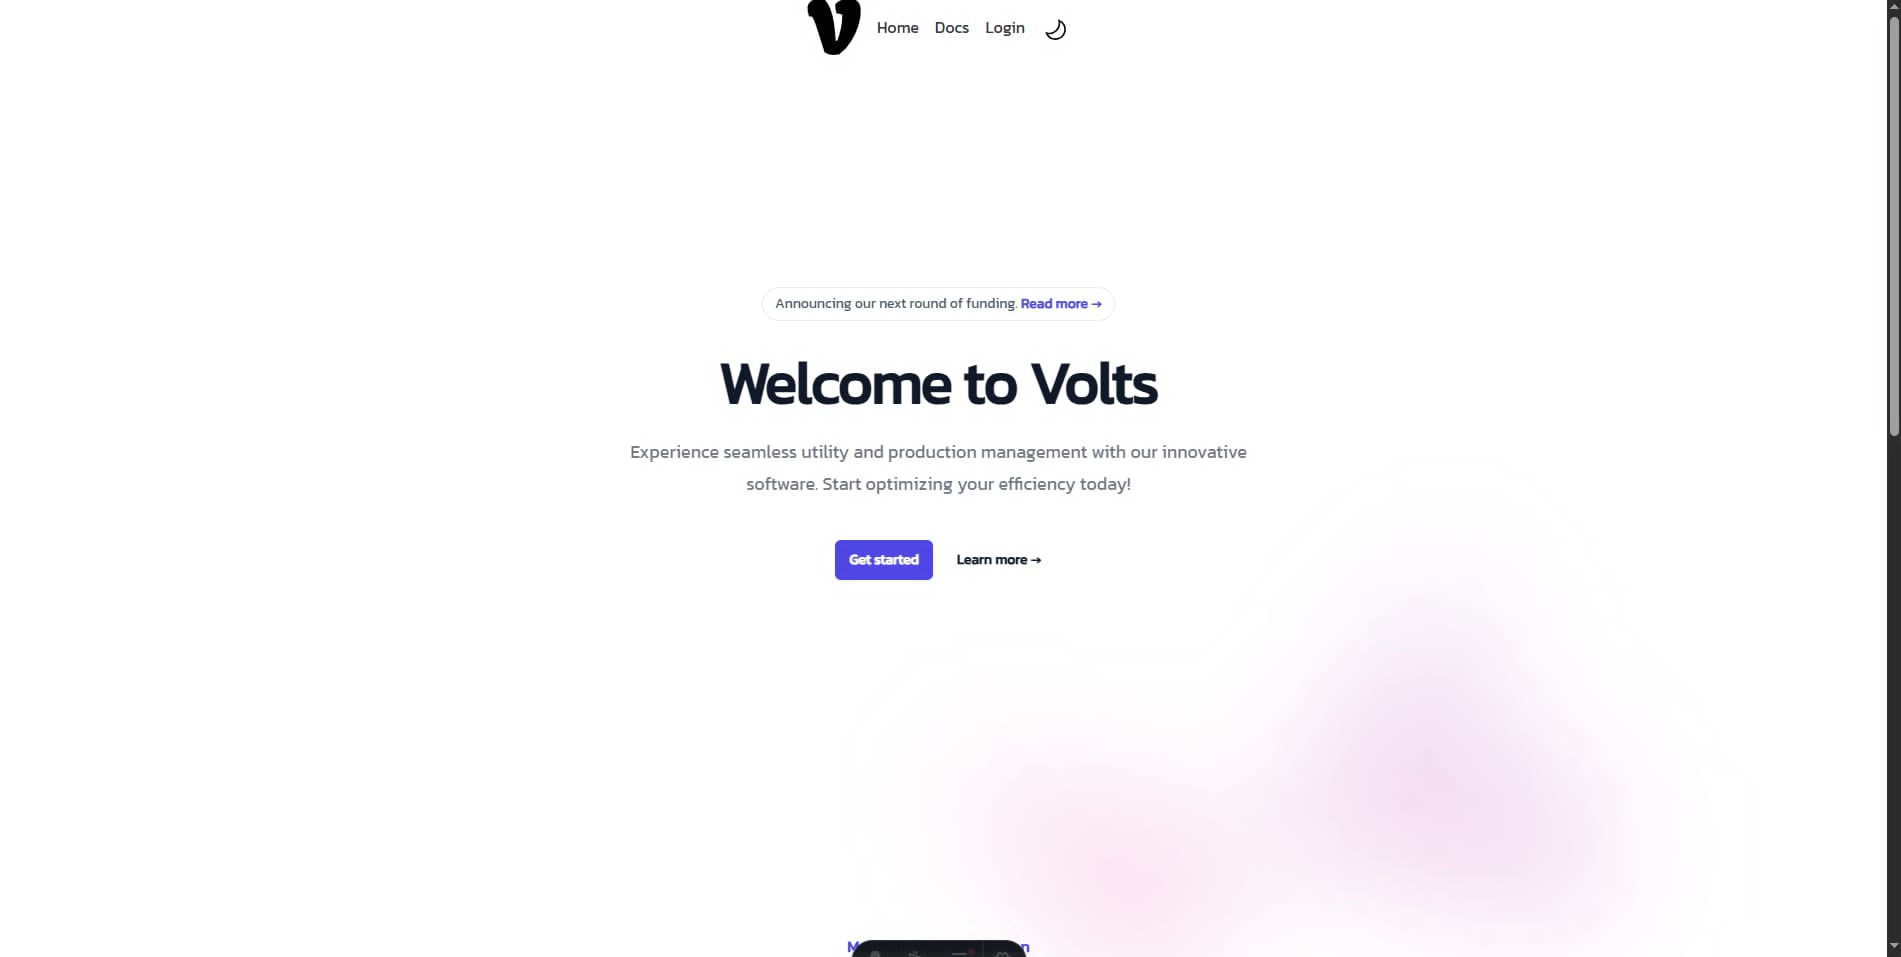 V
Home Docs Login
Announcing our next round of funding. Read more →
Welcome to Volts
Experience seamless utility and production management with our innovative
software. Start optimizing your efficiency today!
Get started Learn more →